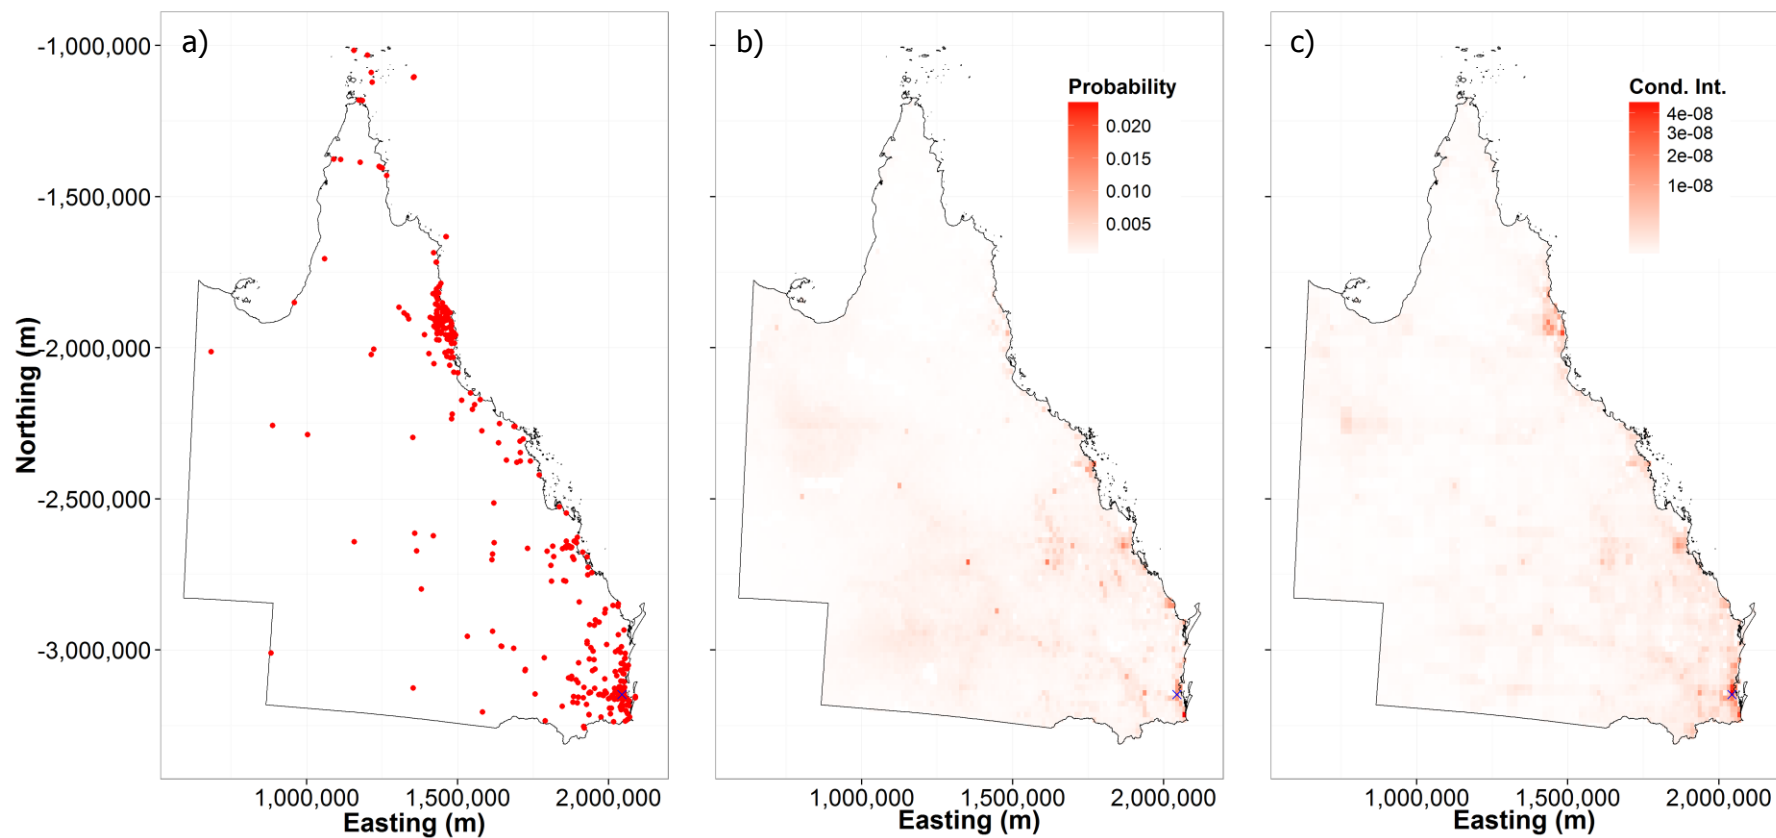 a)
b)
c)
Northing (m)
-1,000,000
-1,500,000
-2,000,000
-2,500,000
-3,000,000
Probability
0.020
0.015
0.010
0.005
Cond. Int.
4e-08
3e-08
2e-08
1e-08
1,000,000 1,500,000 2,000,000
Easting (m)
1,000,000 1,500,000 2,000,000
Easting (m)
1,000,000 1,500,000 2,000,000
Easting (m)